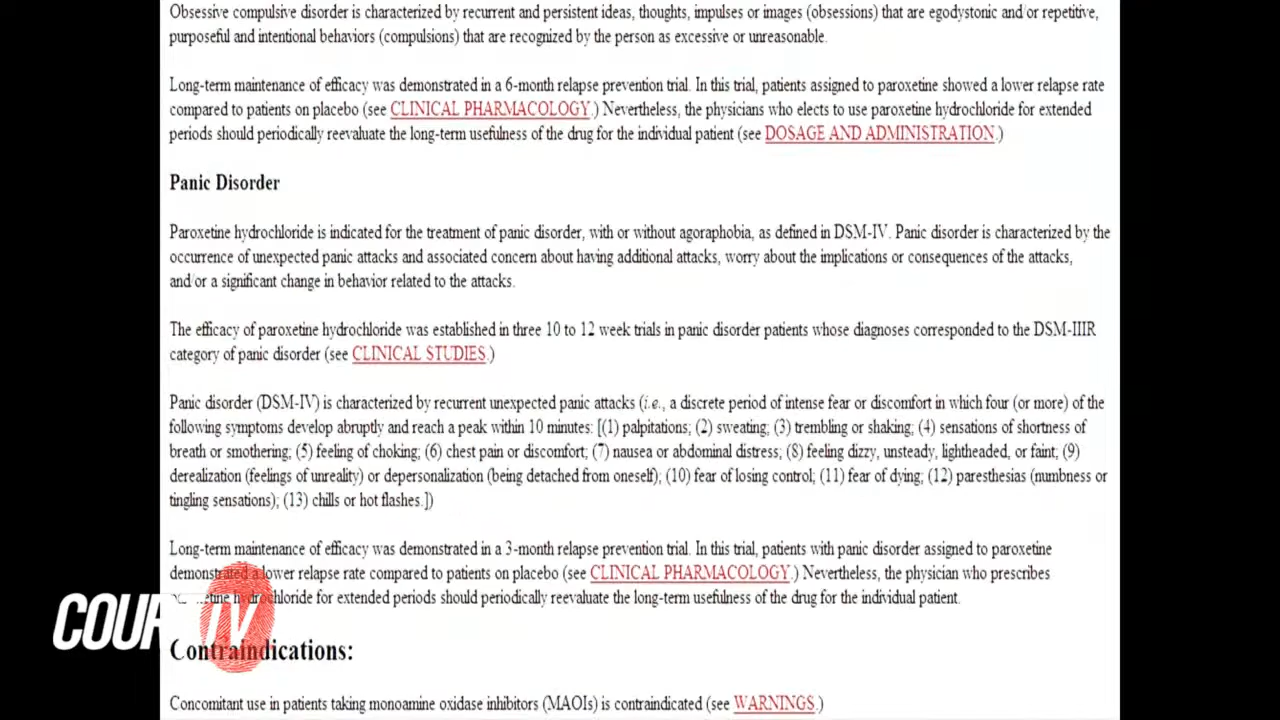 Obsessive compulsive disorder is characterized by recurrent and persistent ideas, thoughts, impulses or images (obsessions) that are egodystonic and/or repetitive,
purposeful and intentional behaviors (compulsions) that are recognized by the person as excessive or unreasonable.
Long-term maintenance of efficacy was demonstrated in a 6-month relapse prevention trial. In this trial, patients assigned to paroxetine showed a lower relapse rate
compared to patients on placebo (see CLINICAL PHARMACOLOGY.) Nevertheless, the physicians who elects to use paroxetine hydrochloride for extended
periods should periodically reevaluate the long-term usefulness of the drug for the individual patient (see DOSAGE AND ADMINISTRATION.)
Panic Disorder
Paroxetine hydrochloride is indicated for the treatment of panic disorder, with or without agoraphobia, as defined in DSM-IV. Panic disorder is characterized by the
occurrence of unexpected panic attacks and associated concern about having additional attacks, worry about the implications or consequences of the attacks,
and/or a significant change in behavior related to the attacks.
The efficacy of paroxetine hydrochloride was established in three 10 to 12 week trials in panic disorder patients whose diagnoses corresponded to the DSM-IIIR
category of panic disorder (see CLINICAL STUDIES.)
Panic disorder (DSM-IV) is characterized by recurrent unexpected panic attacks (i.e., a discrete period of intense fear or discomfort in which four (or more) of the
following symptoms develop abruptly and reach a peak within 10 minutes: [(1) palpitations; (2) sweating; (3) trembling or shaking; (4) sensations of shortness of
breath or smothering; (5) feeling of choking; (6) chest pain or discomfort; (7) nausea or abdominal distress; (8) feeling dizzy, unsteady, lightheaded, or faint; (9)
derealization (feelings of unreality) or depersonalization (being detached from oneself); (10) fear of losing control; (11) fear of dying; (12) paresthesias (numbness or
tingling sensations); (13) chills or hot flashes.])
Long-term maintenance of efficacy was demonstrated in a 3-month relapse prevention trial. In this trial, patients with panic disorder assigned to paroxetine
demonstrated a lower relapse rate compared to patients on placebo (see CLINICAL PHARMACOLOGY.) Nevertheless, the physician who prescribes
hydrochloride for extended periods should periodically reevaluate the long-term usefulness of the drug for the individual patient.
COURT TV
Contraindications:
Concomitant use in patients taking monoamine oxidase inhibitors (MAOIs) is contraindicated (see WARNINGS.)